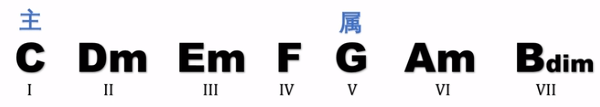 主 属
C Dm Em F G Am Bdim
I II III IV V VI VII